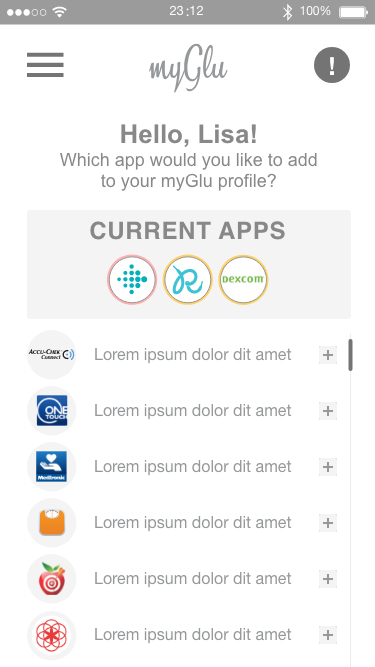 23:12 100%
myGlu
!
Hello, Lisa!
Which app would you like to add
to your myGlu profile?
CURRENT APPS
DEXCOM
ACCU-CHEK Connect
Lorem ipsum dolor dit amet
ONE TOUCH
Lorem ipsum dolor dit amet
Medtronic
Lorem ipsum dolor dit amet
Lorem ipsum dolor dit amet
Lorem ipsum dolor dit amet
Lorem ipsum dolor dit amet